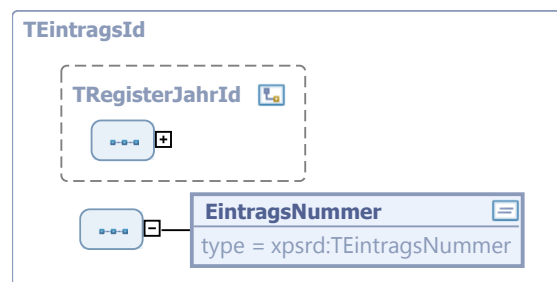 TEintragsId
TRegisterJahrId
EintragsNummer
type = xpsrd:TEintragsNummer